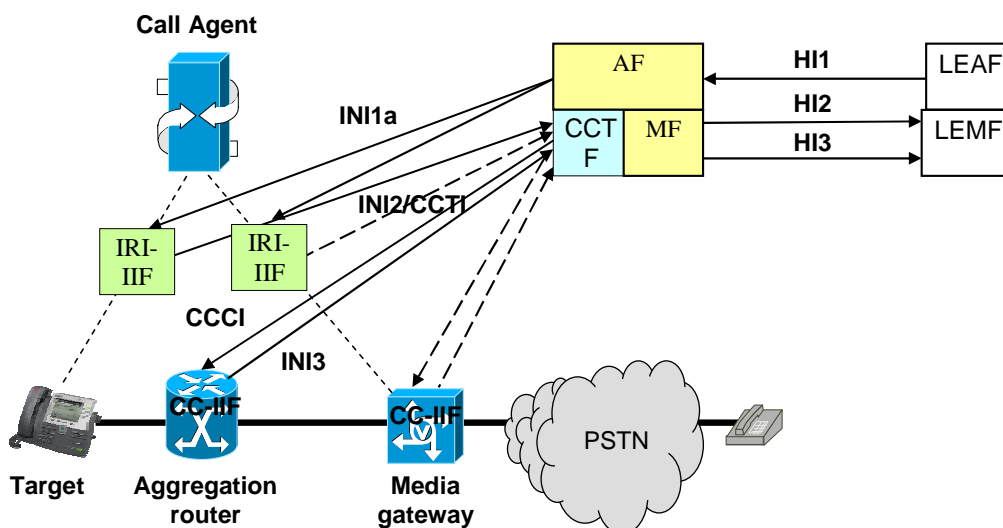 Call Agent
AF
HI1
LEAF
INI1a
CCT
F
MF
HI2
HI3
LEMF
INI2/CCTI
IRI-
IIF
IRI-
IIF
CCCI
INI3
CC-IIF
CC-IIF
PSTN
Target
Aggregation
router
Media
gateway